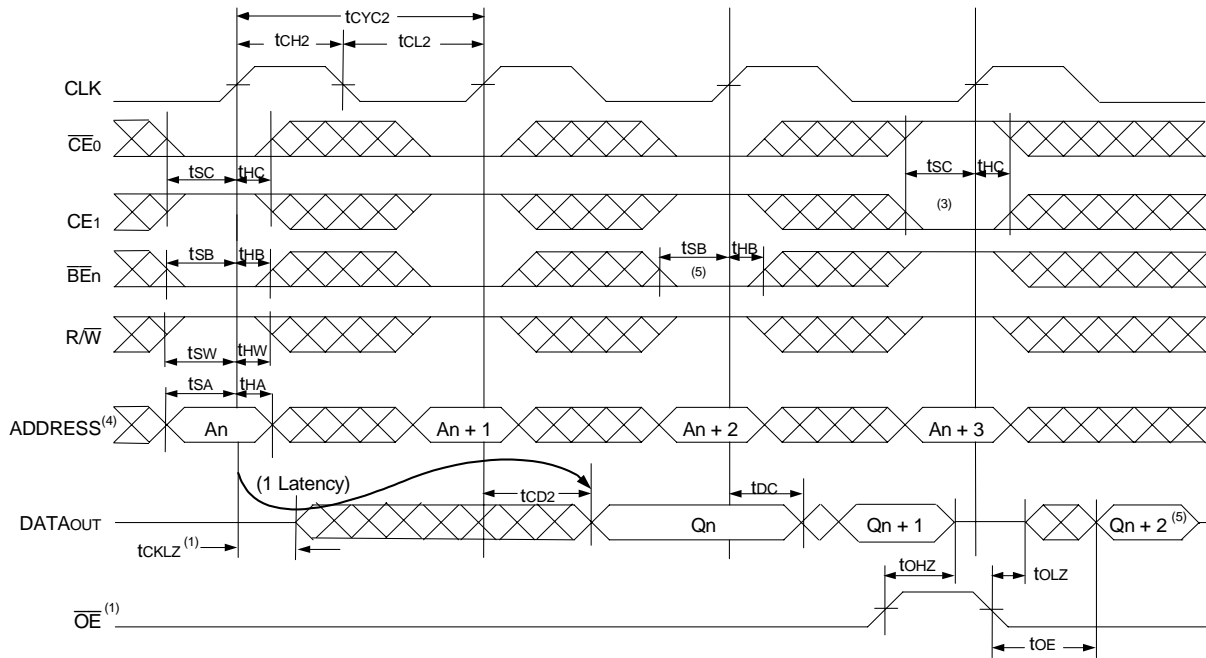 tCYC2
tCH2 tCL2
CLK
CE0
tSC tHC tSC tHC
CE1 (3)
tSB tHB tSB tHB
BEn (5)
R/W
tSW tHW
tSA tHA
ADDRESS(4) An An + 1 An + 2 An + 3
(1 Latency) tCD2 tDC
DATAOUT Qn Qn + 1 Qn + 2 (5)
tCKLZ (1)
tOHZ tOLZ
OE (1)
tOE